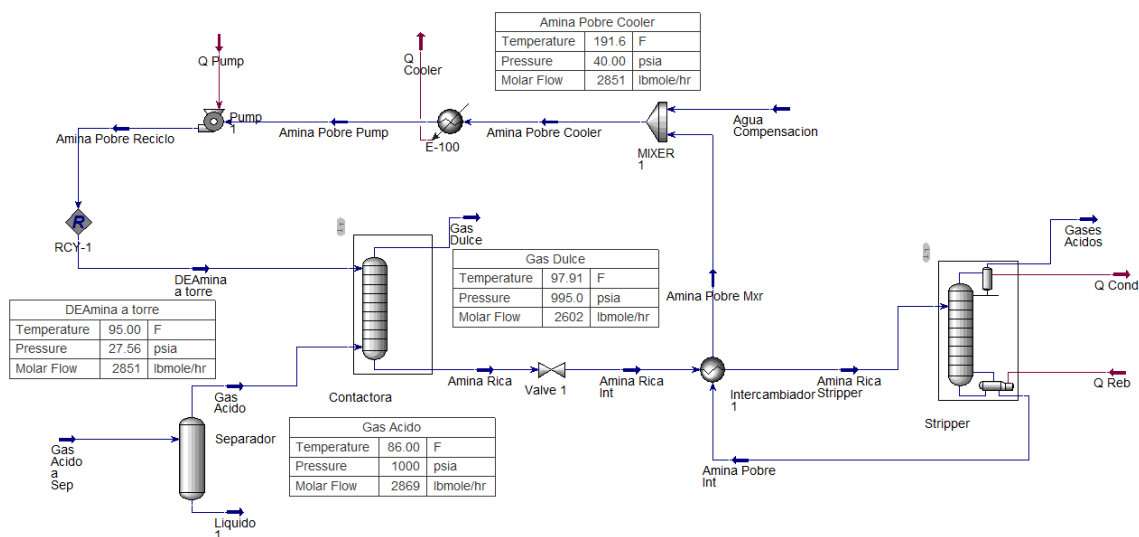 Amina Pobre Cooler
Temperature 191.6 F
Pressure 40.00 psia
Molar Flow 2851 lbmole/hr
Q Pump
Q
Cooler
Pump
1
Amina Pobre Reciclo
Amina Pobre Pump
E-100
Amina Pobre Cooler
MIXER
1
Agua
Compensacion
R
RCY-1
DEAmina
a torre
Gas
Dulce
Gas Dulce
Temperature 97.91 F
Pressure 995.0 psia
Molar Flow 2602 lbmole/hr
Amina Pobre Mxr
Gases
Acidos
Q Cond
DEAmina a torre
Temperature 95.00 F
Pressure 27.56 psia
Molar Flow 2851 lbmole/hr
Gas
Acido
Contactora
Amina Rica
Valve 1
Amina Rica
Int
Intercambiador
1
Amina Rica
Stripper
Q Reb
Stripper
Gas
Acido
a
Sep
Separador
Liquido
1
Gas Acido
Temperature 86.00 F
Pressure 1000 psia
Molar Flow 2869 lbmole/hr
Amina Pobre
Int